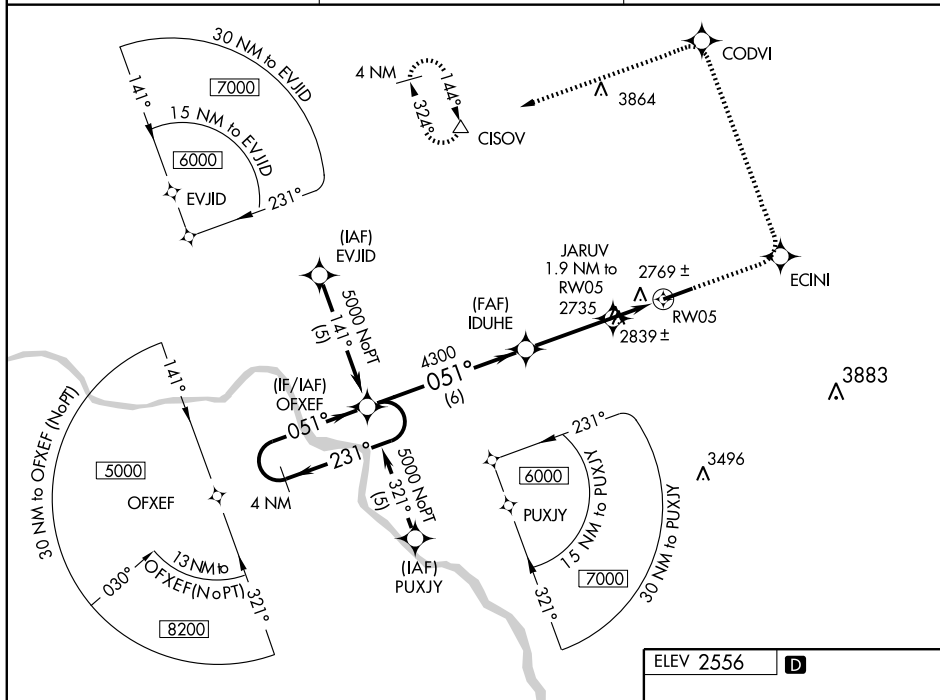 30 NM to EVJID
7000
141°
15 NM to EVJID
6000
EVJID
231°
4 NM
144°
324°
CISOV
CODVI
3864
(IAF)
EVJID
5000 NoPT
141°
(5)
JARUV
1.9 NM to
RW05
2735
2769 ±
RW05
2839 ±
ECINI
(FAF)
IDUHE
4300
051°
(6)
(IF/IAF)
OFXEF
051°
231°
4 NM
5000 NoPT
321°
(5)
(IAF)
PUXJY
3883
3496
141°
30 NM to OFXEF (NoPT)
5000
OFXEF
13 NM to
OFXEF (NoPT)
030°
321°
8200
231°
6000
PUXJY
15 NM to PUXJY
7000
30 NM to PUXJY
321°
ELEV 2556
D